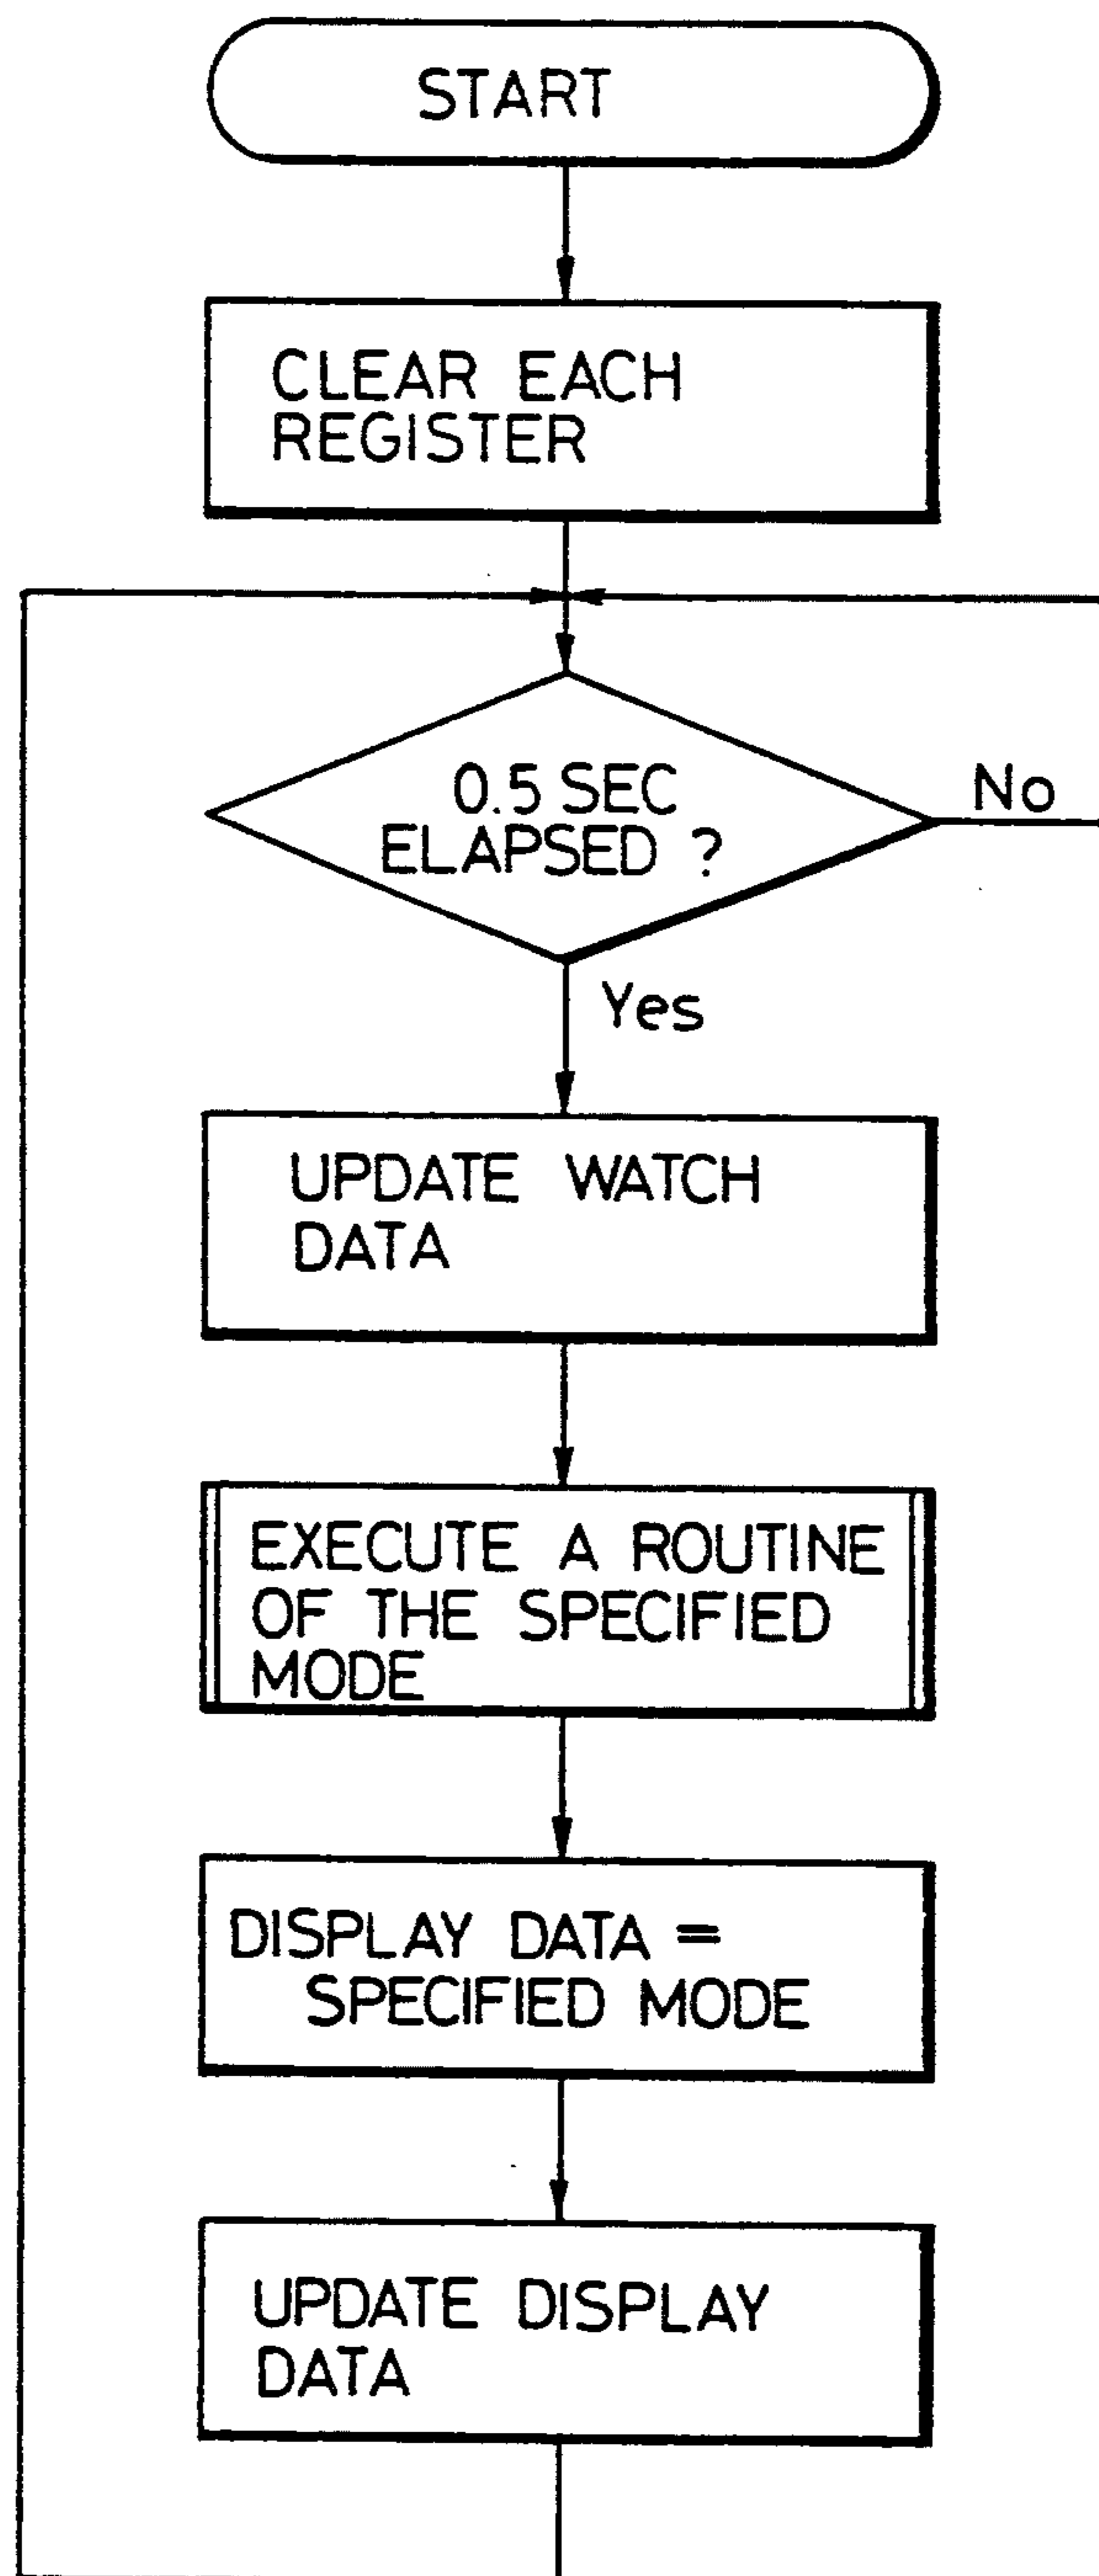 START
CLEAR EACH
REGISTER
0.5 SEC
ELAPSED ?
No
Yes
UPDATE WATCH
DATA
EXECUTE A ROUTINE
OF THE SPECIFIED
MODE
DISPLAY DATA =
SPECIFIED MODE
UPDATE DISPLAY
DATA